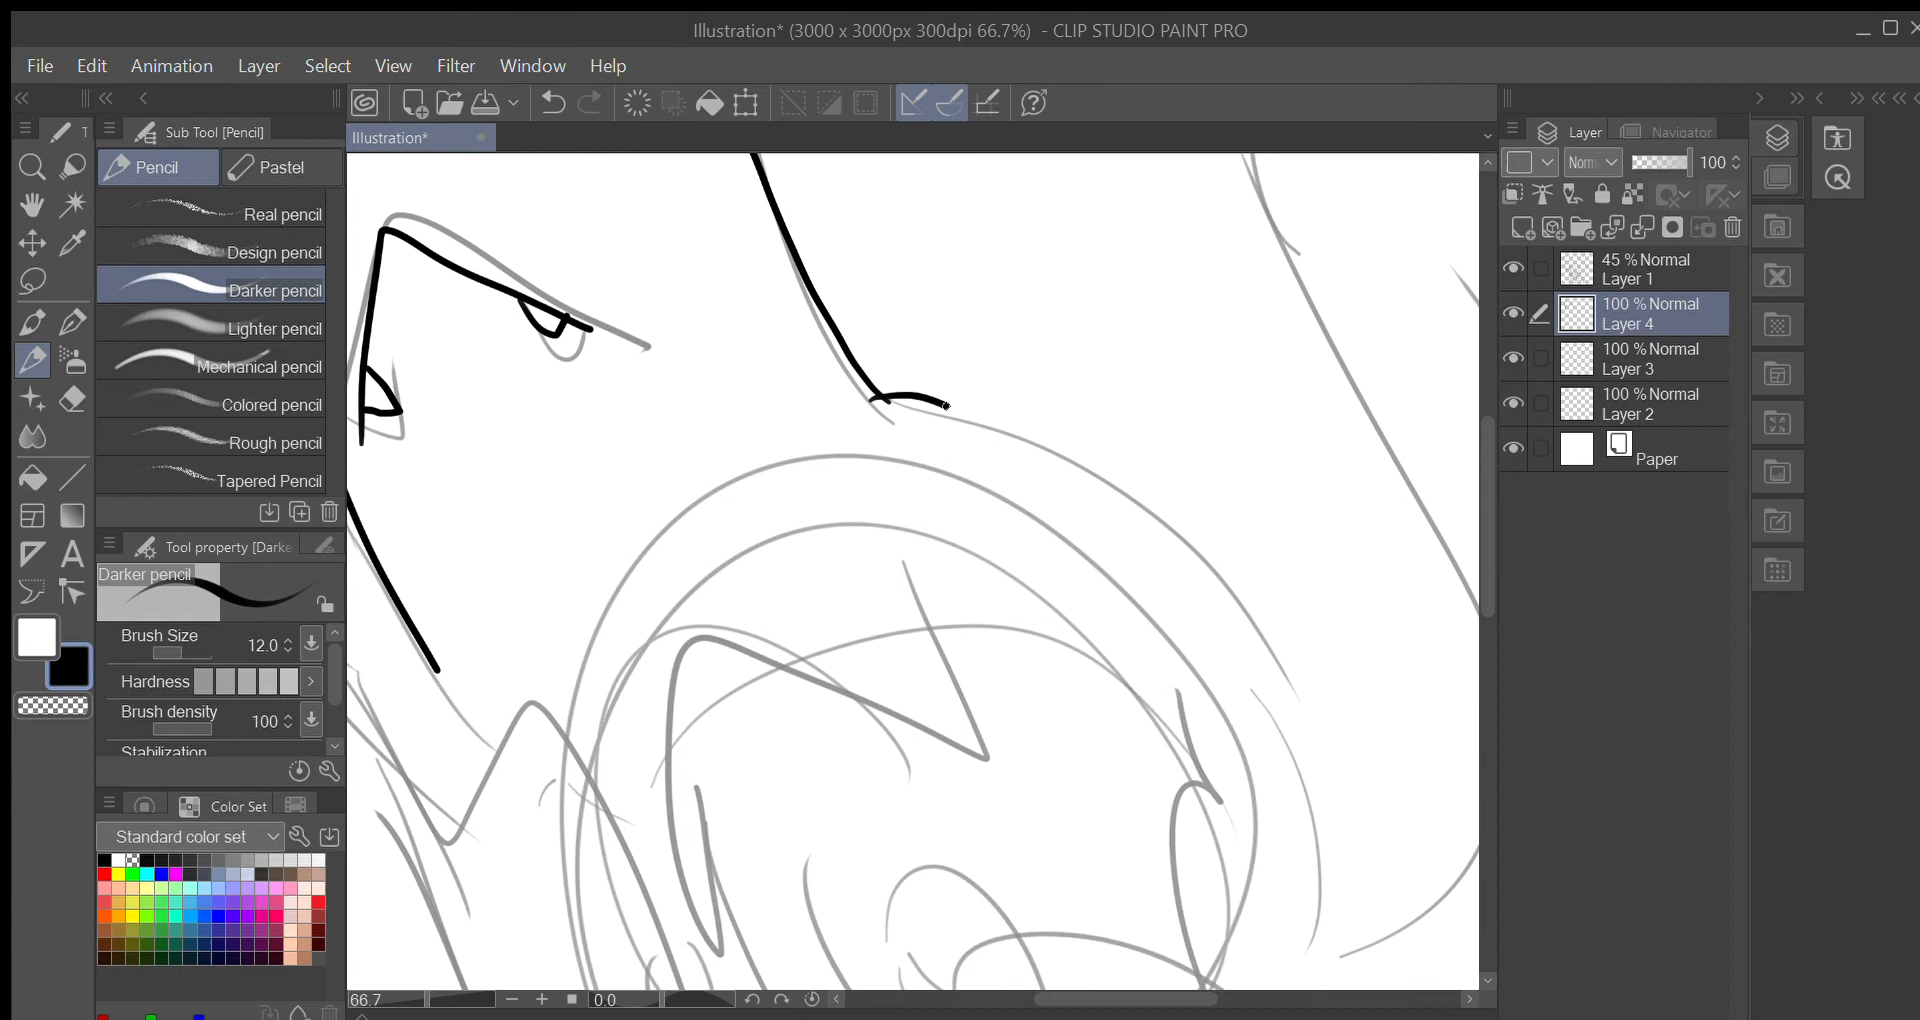 Illustration* (3000 x 3000px 300dpi 66.7%) - CLIP STUDIO PAINT PRO
File Edit Animation Layer Select View Filter Window Help
T Sub Tool [Pencil]
Illustration*
Layer Navigator
Pencil Pastel
Norm 100
Real pencil
Design pencil
Darker pencil
Lighter pencil
Mechanical pencil
Colored pencil
Rough pencil
Tapered Pencil
45 % Normal
Layer 1
100 % Normal
Layer 4
100 % Normal
Layer 3
100 % Normal
Layer 2
Paper
Tool property [Darke
Darker pencil
Brush Size 12.0
Hardness
Brush density 100
Stabilization
Color Set
Standard color set
66.7 0.0